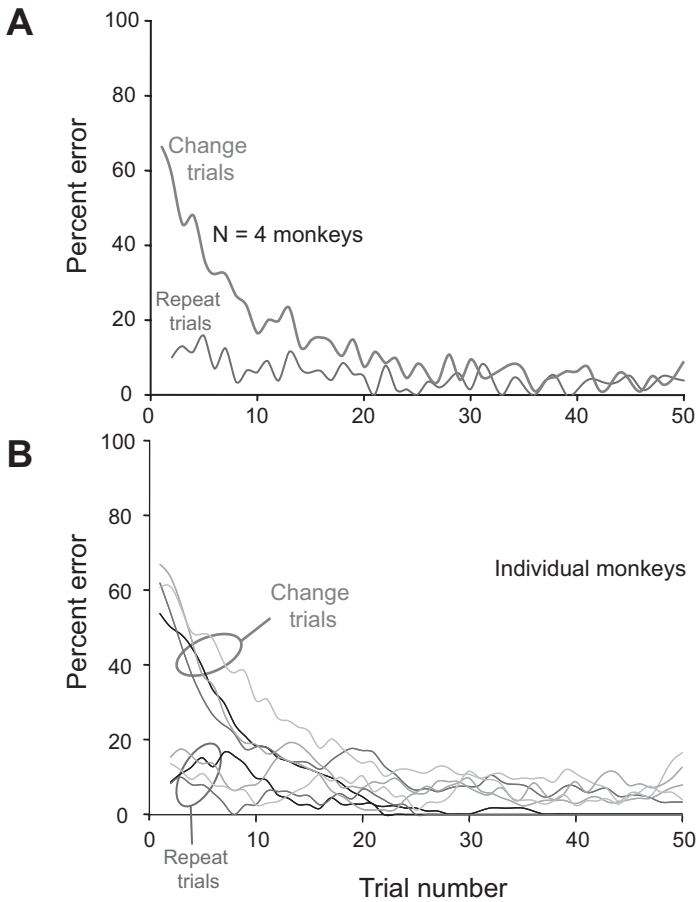 A
100
80
60
40
20
0
Percent error
Change
trials
N = 4 monkeys
Repeat
trials
0
10
20
30
40
50
B
100
80
60
40
20
0
Percent error
Individual monkeys
Change
trials
0
10
20
30
40
50
Repeat
trials
Trial number